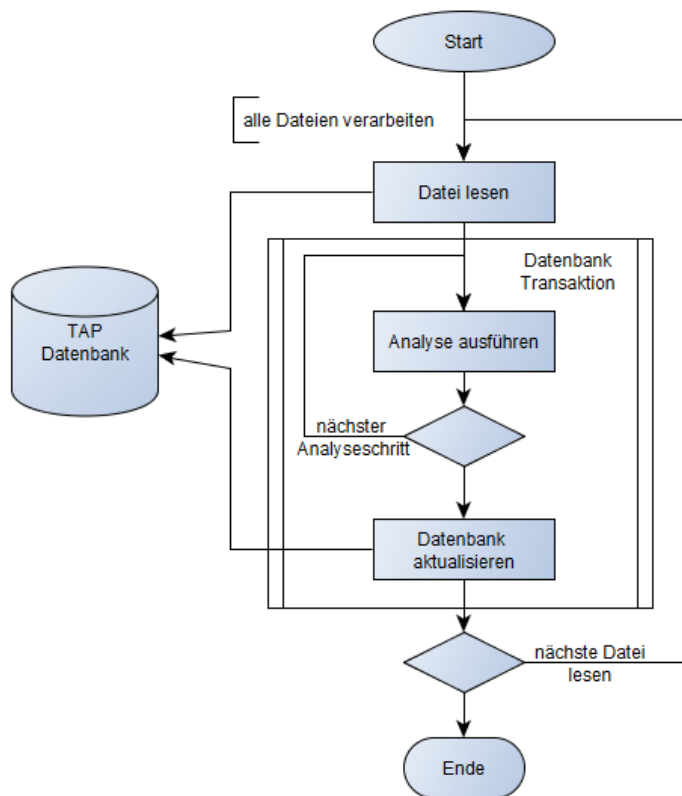 Start
alle Dateien verarbeiten
Datei lesen
Datenbank
Transaktion
TAP
Datenbank
Analyse ausführen
nächster
Analyseschritt
Datenbank
aktualisieren
nächste Datei
lesen
Ende